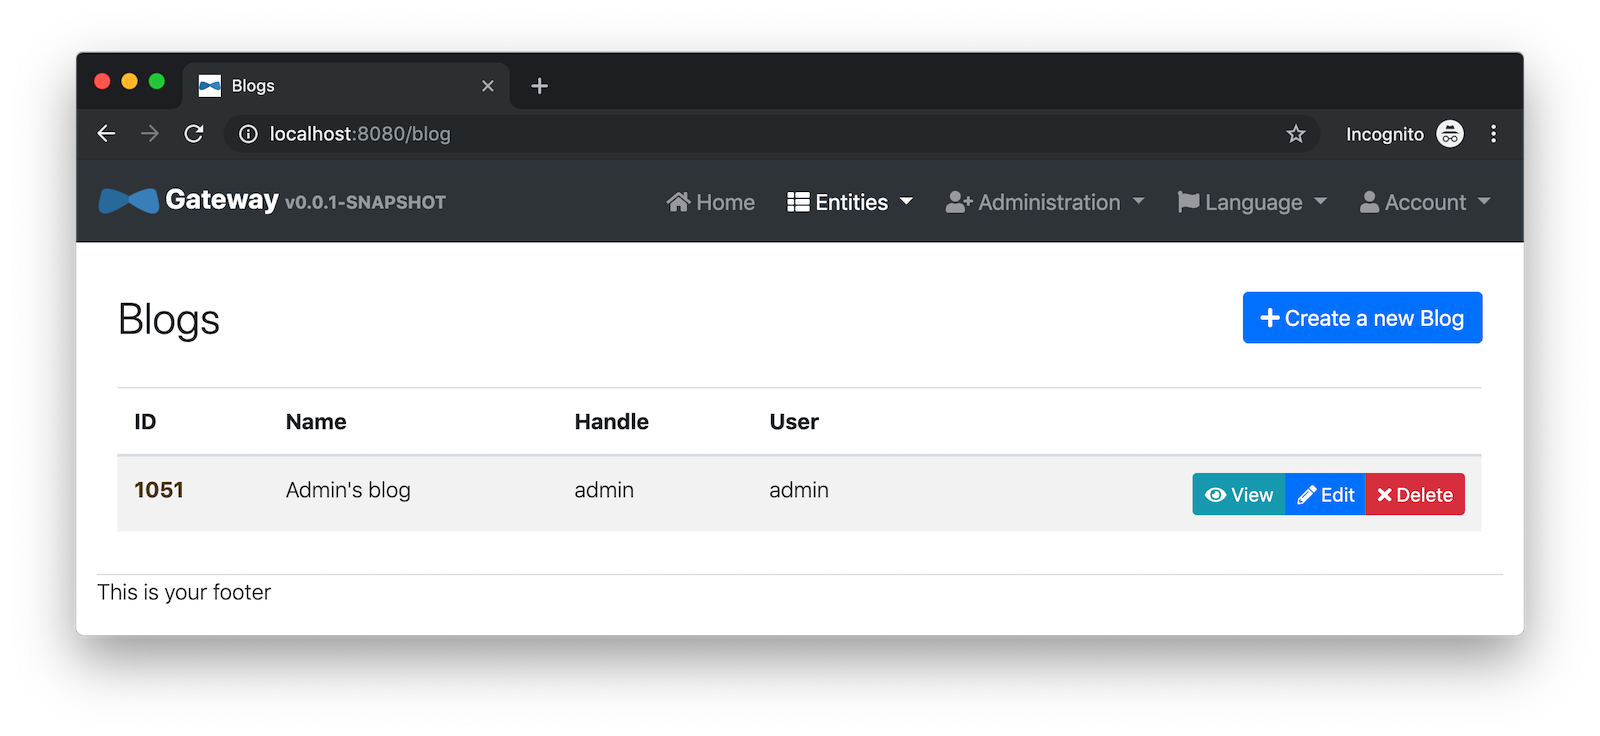 Blogs
localhost:8080/blog
Incognito
Gateway v0.0.1-SNAPSHOT
Home Entities Administration Language Account
Blogs
Create a new Blog
ID Name Handle User
1051 Admin's blog admin admin View Edit Delete
This is your footer